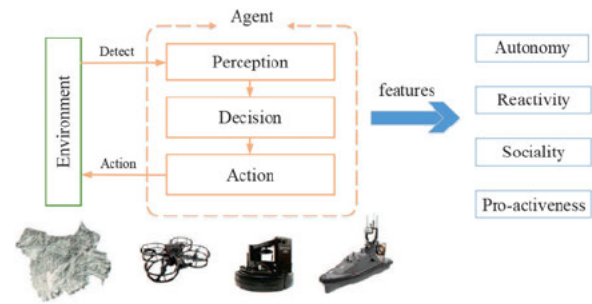 Agent
Detect
Perception
Environment
Decision
Action
Action
features
Autonomy
Reactivity
Sociality
Pro-activeness